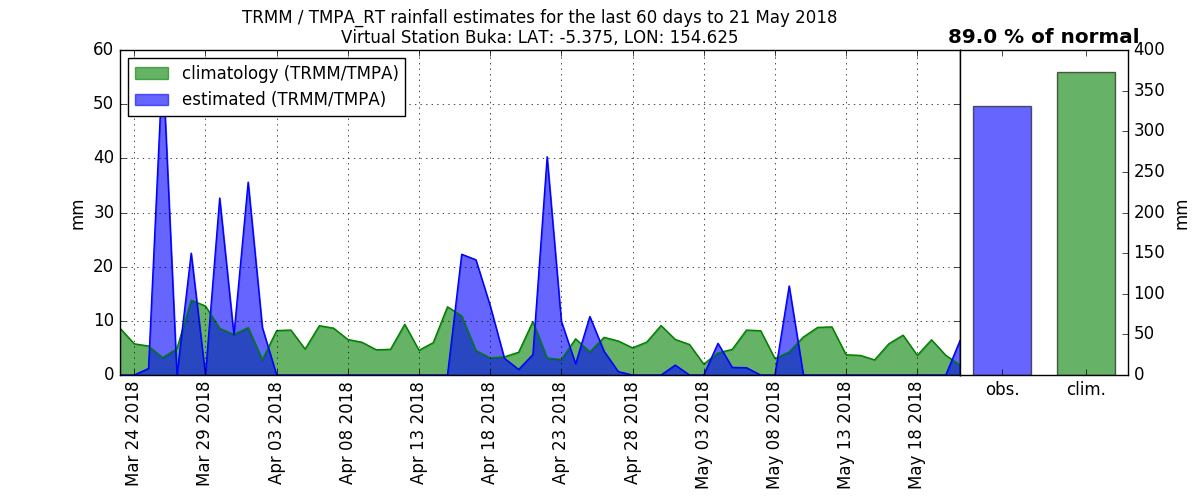 TRMM / TMPA_RT rainfall estimates for the last 60 days to 21 May 2018
Virtual Station Buka: LAT: -5.375, LON: 154.625
89.0 % of normal
climatology (TRMM/TMPA)
estimated (TRMM/TMPA)
60
50
40
30
20
10
0
mm
Mar 24 2018
Mar 29 2018
Apr 03 2018
Apr 08 2018
Apr 13 2018
Apr 18 2018
Apr 23 2018
Apr 28 2018
May 03 2018
May 08 2018
May 13 2018
May 18 2018
obs.
clim.
400
350
300
250
200
150
100
50
0
mm